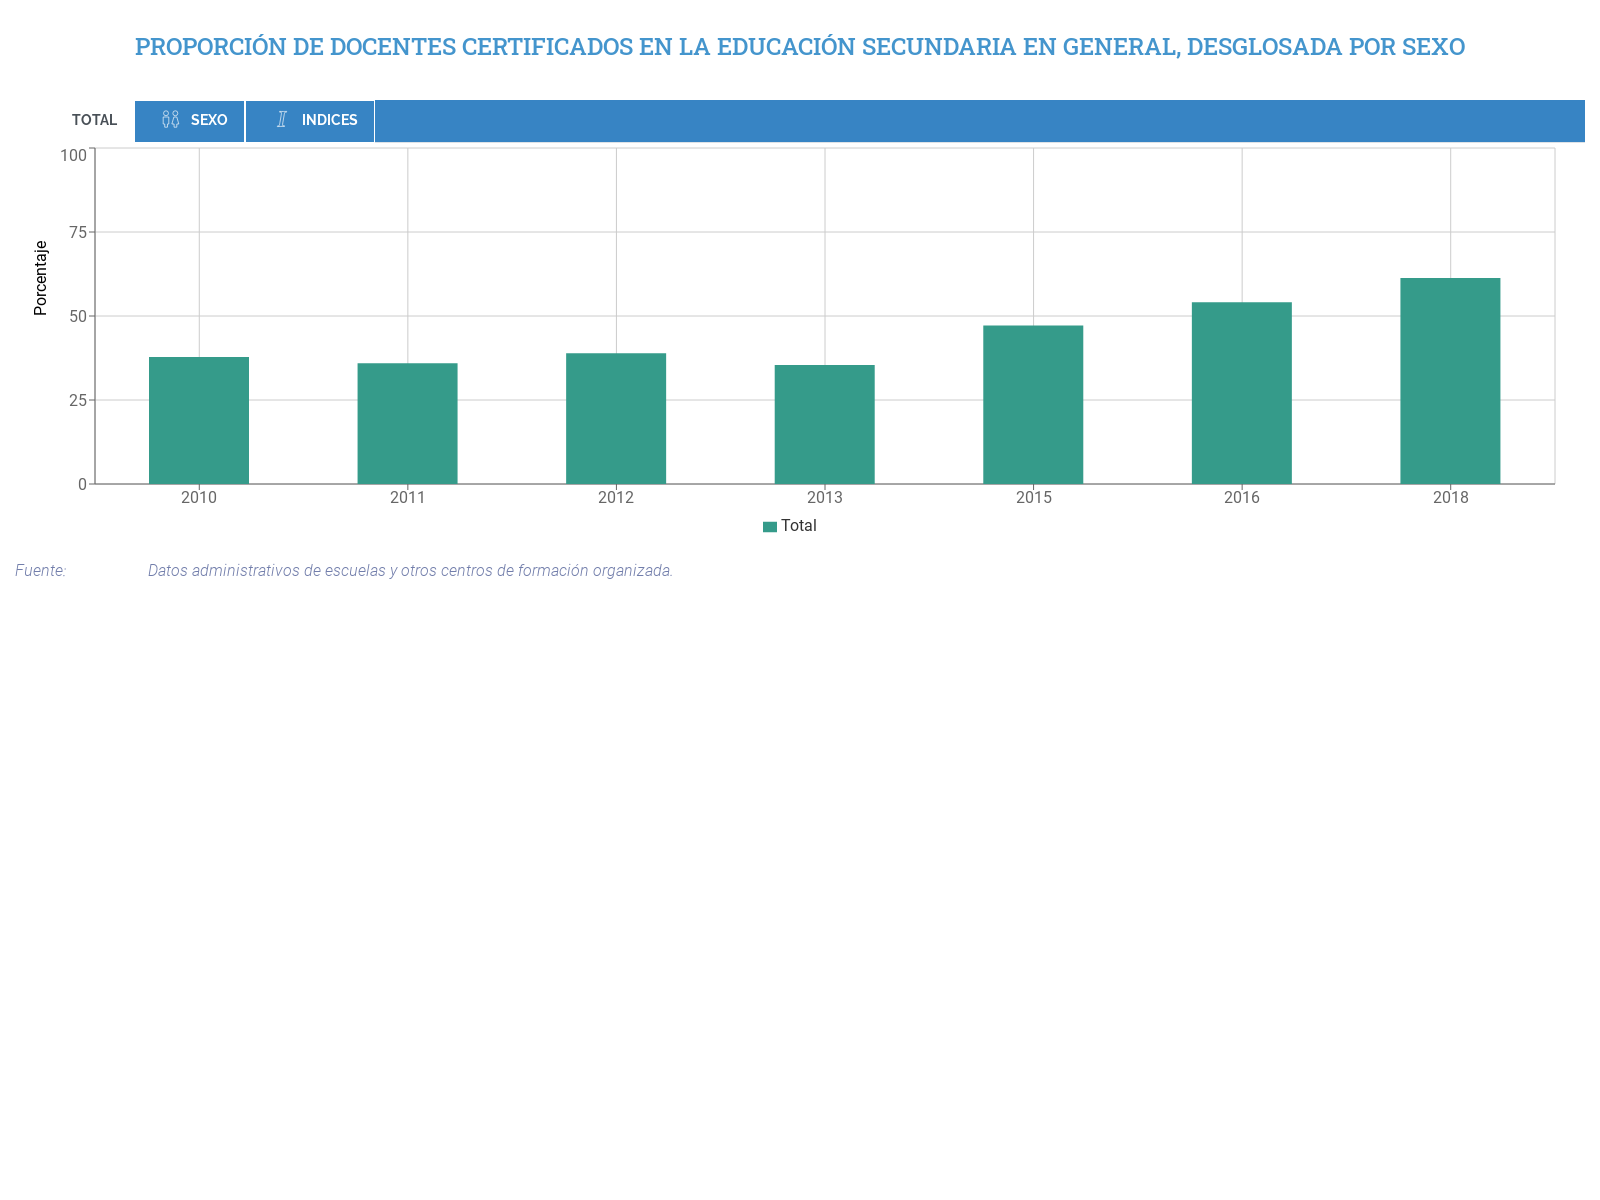 PROPORCIÓN DE DOCENTES CERTIFICADOS EN LA EDUCACIÓN SECUNDARIA EN GENERAL, DESGLOSADA POR SEXO
TOTAL SEXO INDICES
100
75
50
25
0
Porcentaje
2010 2011 2012 2013 2015 2016 2018
Total
Fuente: Datos administrativos de escuelas y otros centros de formación organizada.